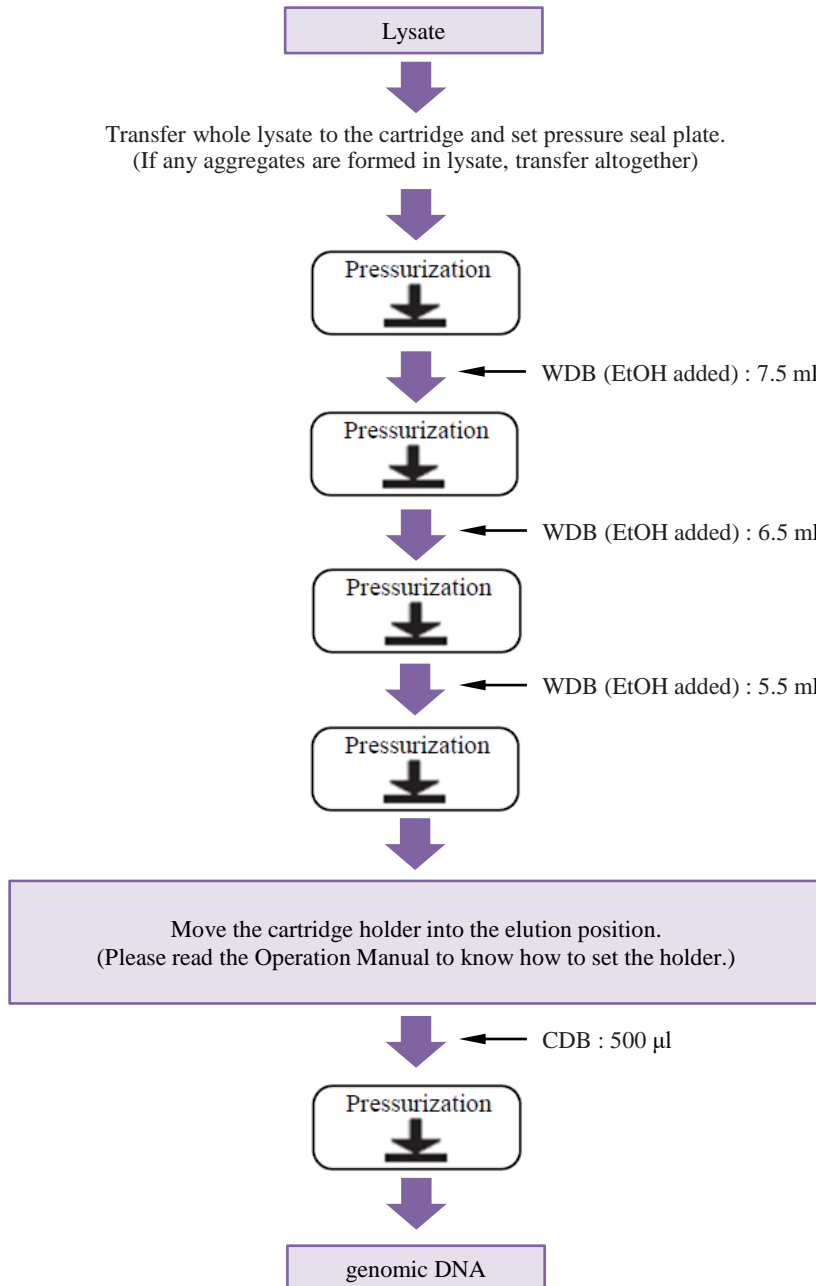 Lysate
Transfer whole lysate to the cartridge and set pressure seal plate.
(If any aggregates are formed in lysate, transfer altogether)
Pressurization
WDB (EtOH added) : 7.5 ml
Pressurization
WDB (EtOH added) : 6.5 ml
Pressurization
WDB (EtOH added) : 5.5 ml
Pressurization
Move the cartridge holder into the elution position.
(Please read the Operation Manual to know how to set the holder.)
CDB : 500 μl
Pressurization
genomic DNA